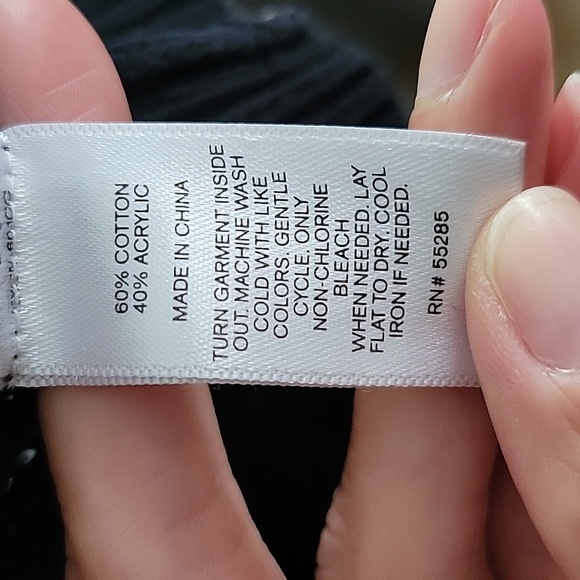 60% COTTON
40% ACRYLIC
MADE IN CHINA
TURN GARMENT INSIDE
OUT. MACHINE WASH
COLD WITH LIKE
COLORS. GENTLE
CYCLE. ONLY
NON-CHLORINE
BLEACH
WHEN NEEDED. LAY
FLAT TO DRY. COOL
IRON IF NEEDED.
RN# 55285